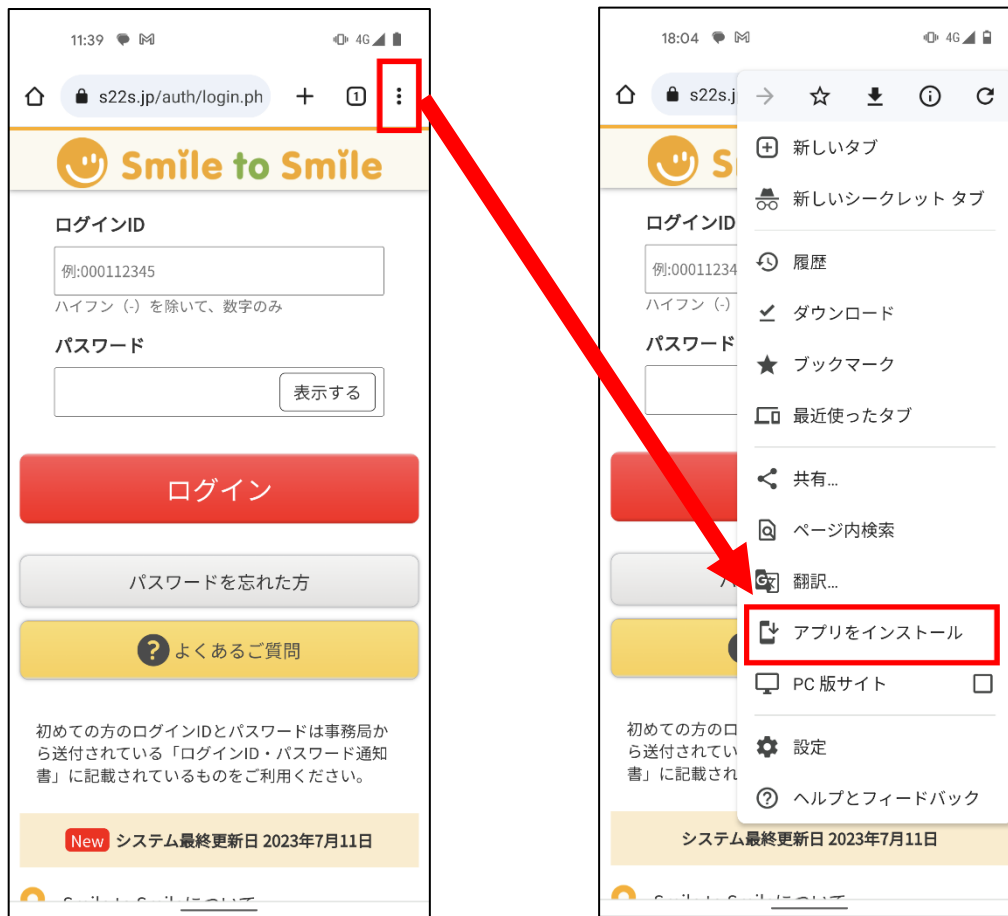 11:39
4G
s22s.jp/auth/login.ph
1
Smile to Smile
ログインID
例:000112345
ハイフン（-）を除いて、数字のみ
パスワード
表示する
ログイン
パスワードを忘れた方
? よくあるご質問
初めての方のログインIDとパスワードは事務局か
ら送付されている「ログインID・パスワード通知
書」に記載されているものをご利用ください。
New システム最終更新日 2023年7月11日
18:04
4G
s22s.j
S
ログインID
例:00011234
ハイフン（-）
パスワード
初めての方のロ
ら送付されてい
書」に記載され
システム最終更新日 2023年7月11日
新しいタブ
新しいシークレット タブ
履歴
ダウンロード
ブックマーク
最近使ったタブ
共有...
ページ内検索
翻訳...
アプリをインストール
PC 版サイト
設定
ヘルプとフィードバック